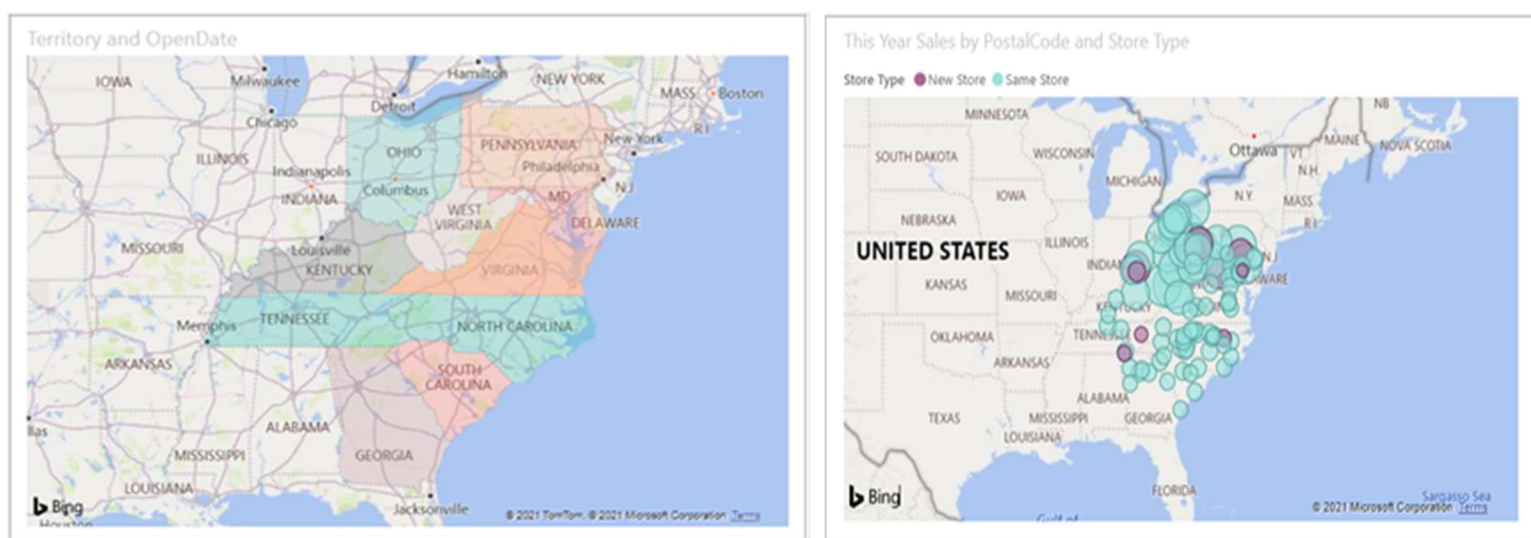 Territory and OpenDate
IOWA
Milwaukee
Hamilton
NEW YORK
MASS
Boston
Detroit
Chicago
R I
New York
PENNSYLVANIA
OHIO
ILLINOIS
Indianapolis
Philadelphia
Columbus
N.J
INDIANA
MD
WEST
VIRGINIA
DELAWARE
MISSOURI
Louisville
KENTUCKY
VIRGINIA
TENNESSEE
Memphis
NORTH CAROLINA
ARKANSAS
SOUTH
CAROLINA
ALABAMA
MISSISSIPPI
GEORGIA
LOUISIANA
Bing
Jacksonville
Houston
© 2021 TomTom, © 2021 Microsoft Corporation Terms
This Year Sales by PostalCode and Store Type
Store Type New Store Same Store
NB
MINNESOTA
MAINE
NOVA SCOTIA
Ottawa
VT
SOUTH DAKOTA
WISCONSIN
N.H.
MICHIGAN
IOWA
N.Y.
MASS
NEBRASKA
R I
UNITED STATES
ILLINOIS
N J
KANSAS
MISSOURI
OKLAHOMA
ARKANSAS
ALABAMA
TEXAS
MISSISSIPPI
GEORGIA
LOUISIANA
FLORIDA
Bing
Sargasso Sea
© 2021 Microsoft Corporation Terms
Gulf of